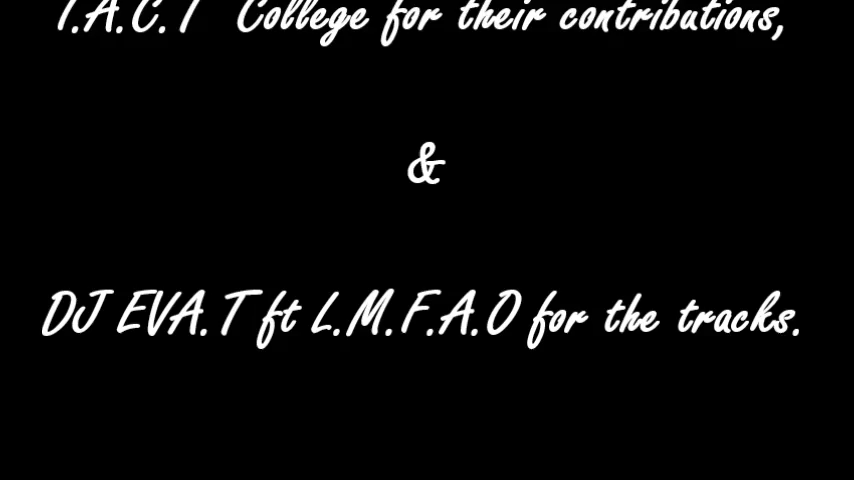 T.A.C.T College for their contributions,
&
DJ EVA.T ft L.M.F.A.O for the tracks.